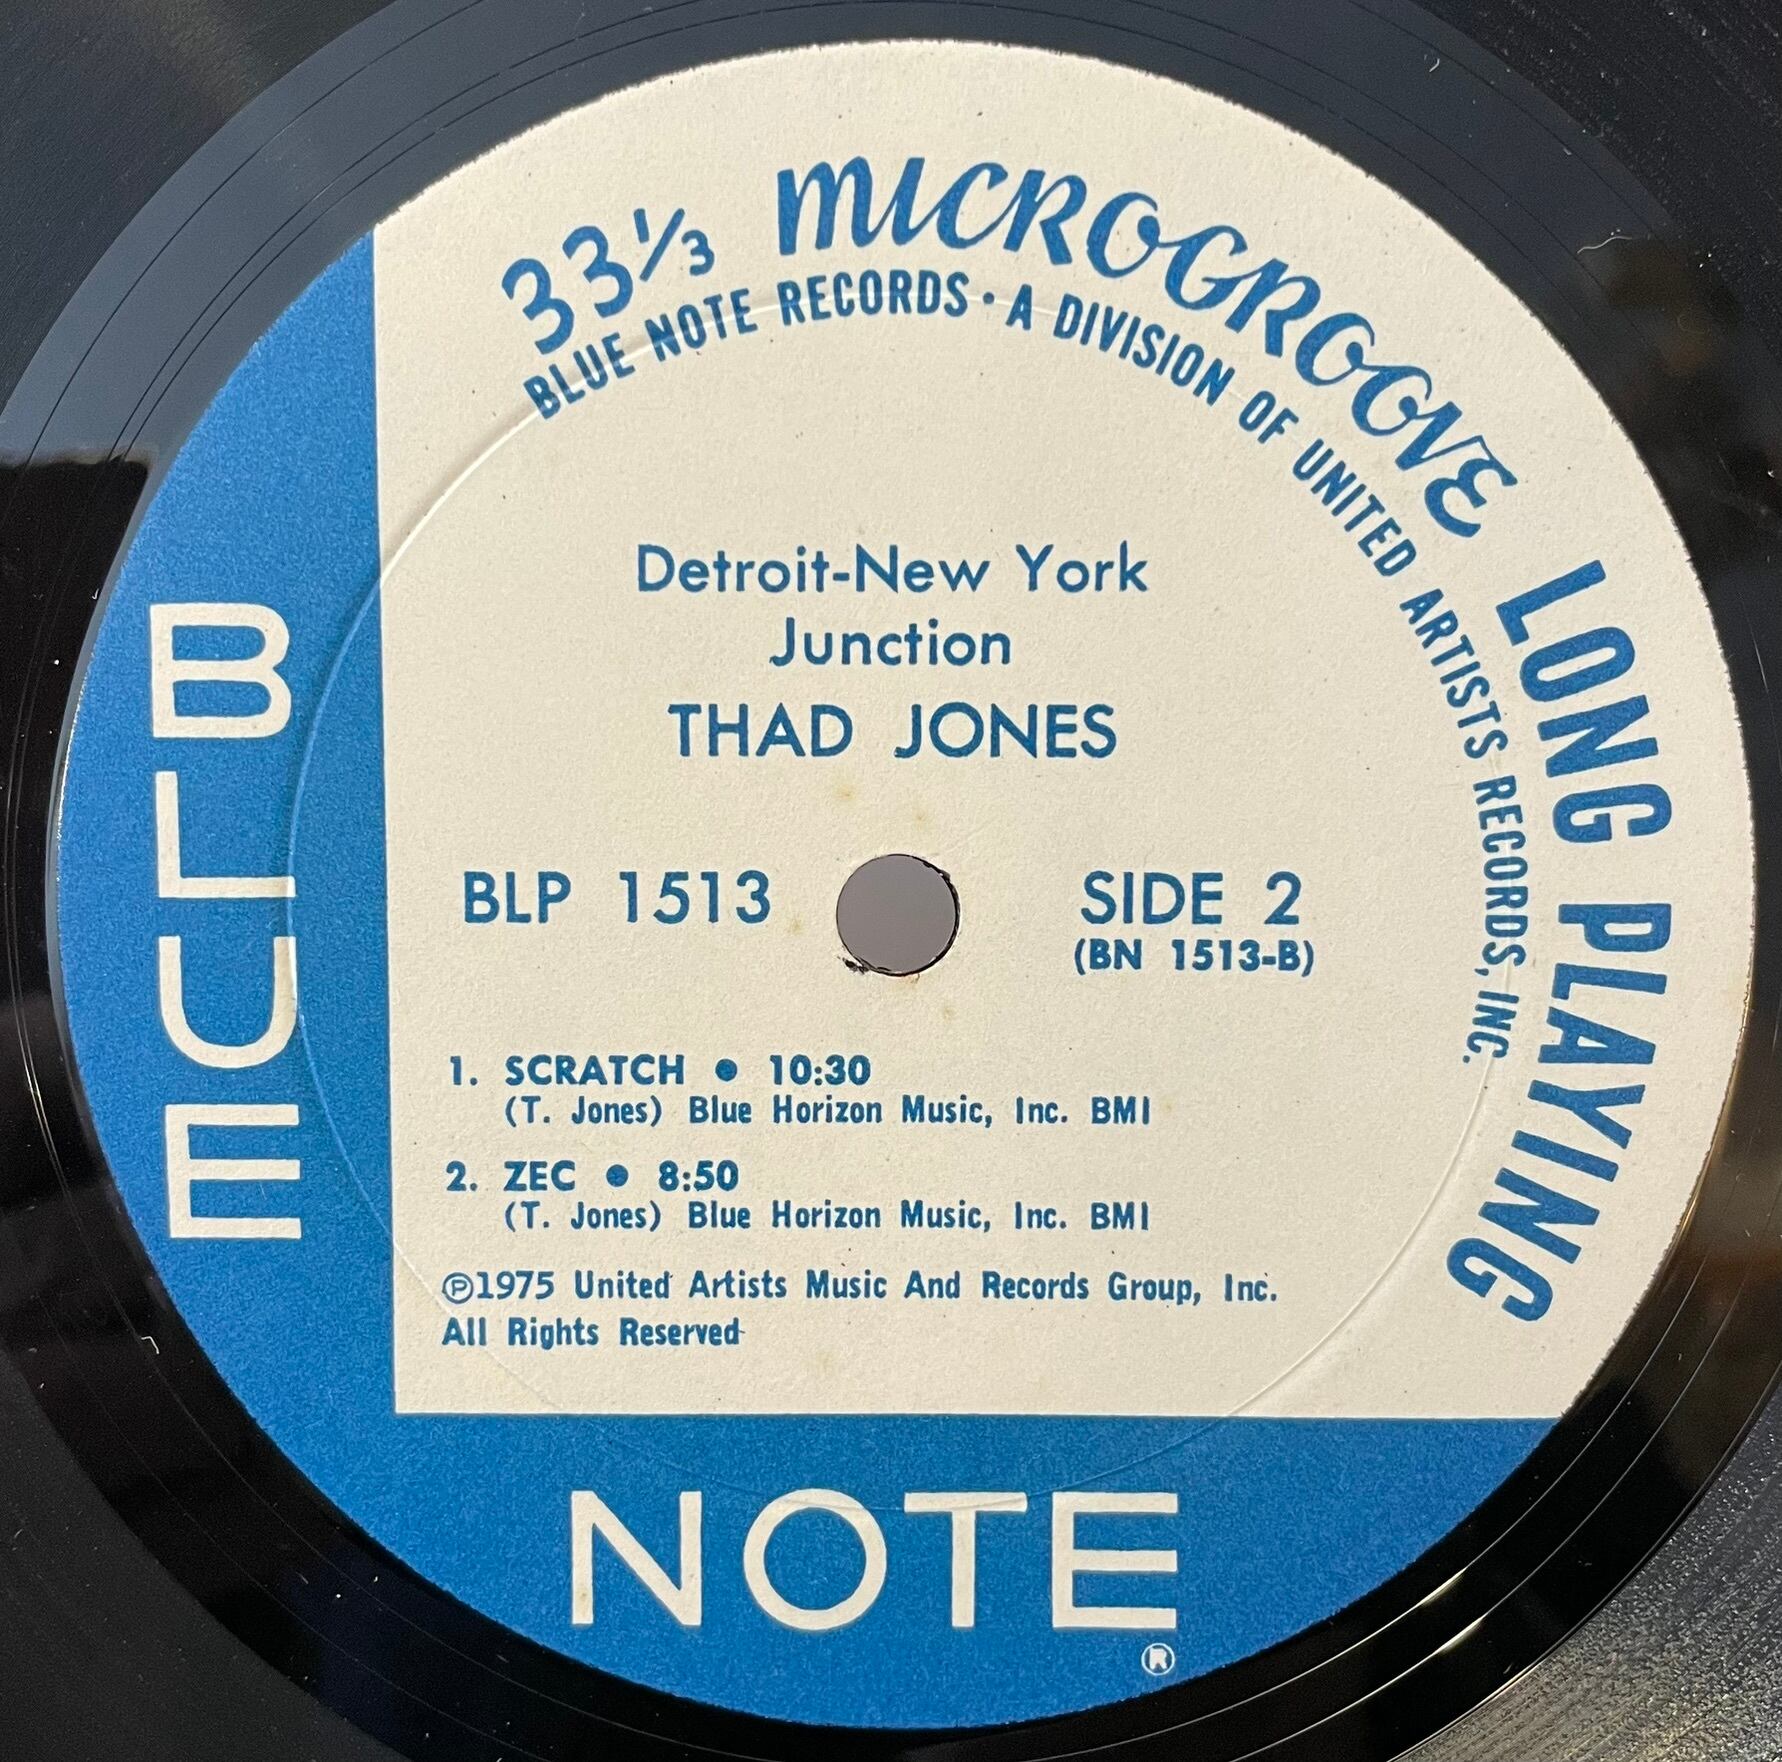 33⅓ MICROGROOVE LONG PLAYING
BLUE NOTE RECORDS • A DIVISION OF UNITED ARTISTS RECORDS, INC.
Detroit-New York
Junction
THAD JONES
BLP 1513
SIDE 2
(BN 1513-B)
1. SCRATCH • 10:30
(T. Jones) Blue Horizon Music, Inc. BMI
2. ZEC • 8:50
(T. Jones) Blue Horizon Music, Inc. BMI
℗1975 United Artists Music And Records Group, Inc.
All Rights Reserved
BLUE
NOTE
®